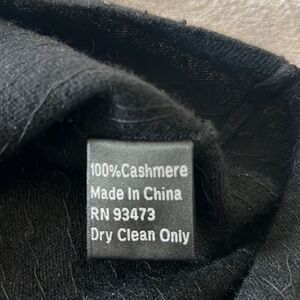 100%Cashmere
Made In China
RN 93473
Dry Clean Only